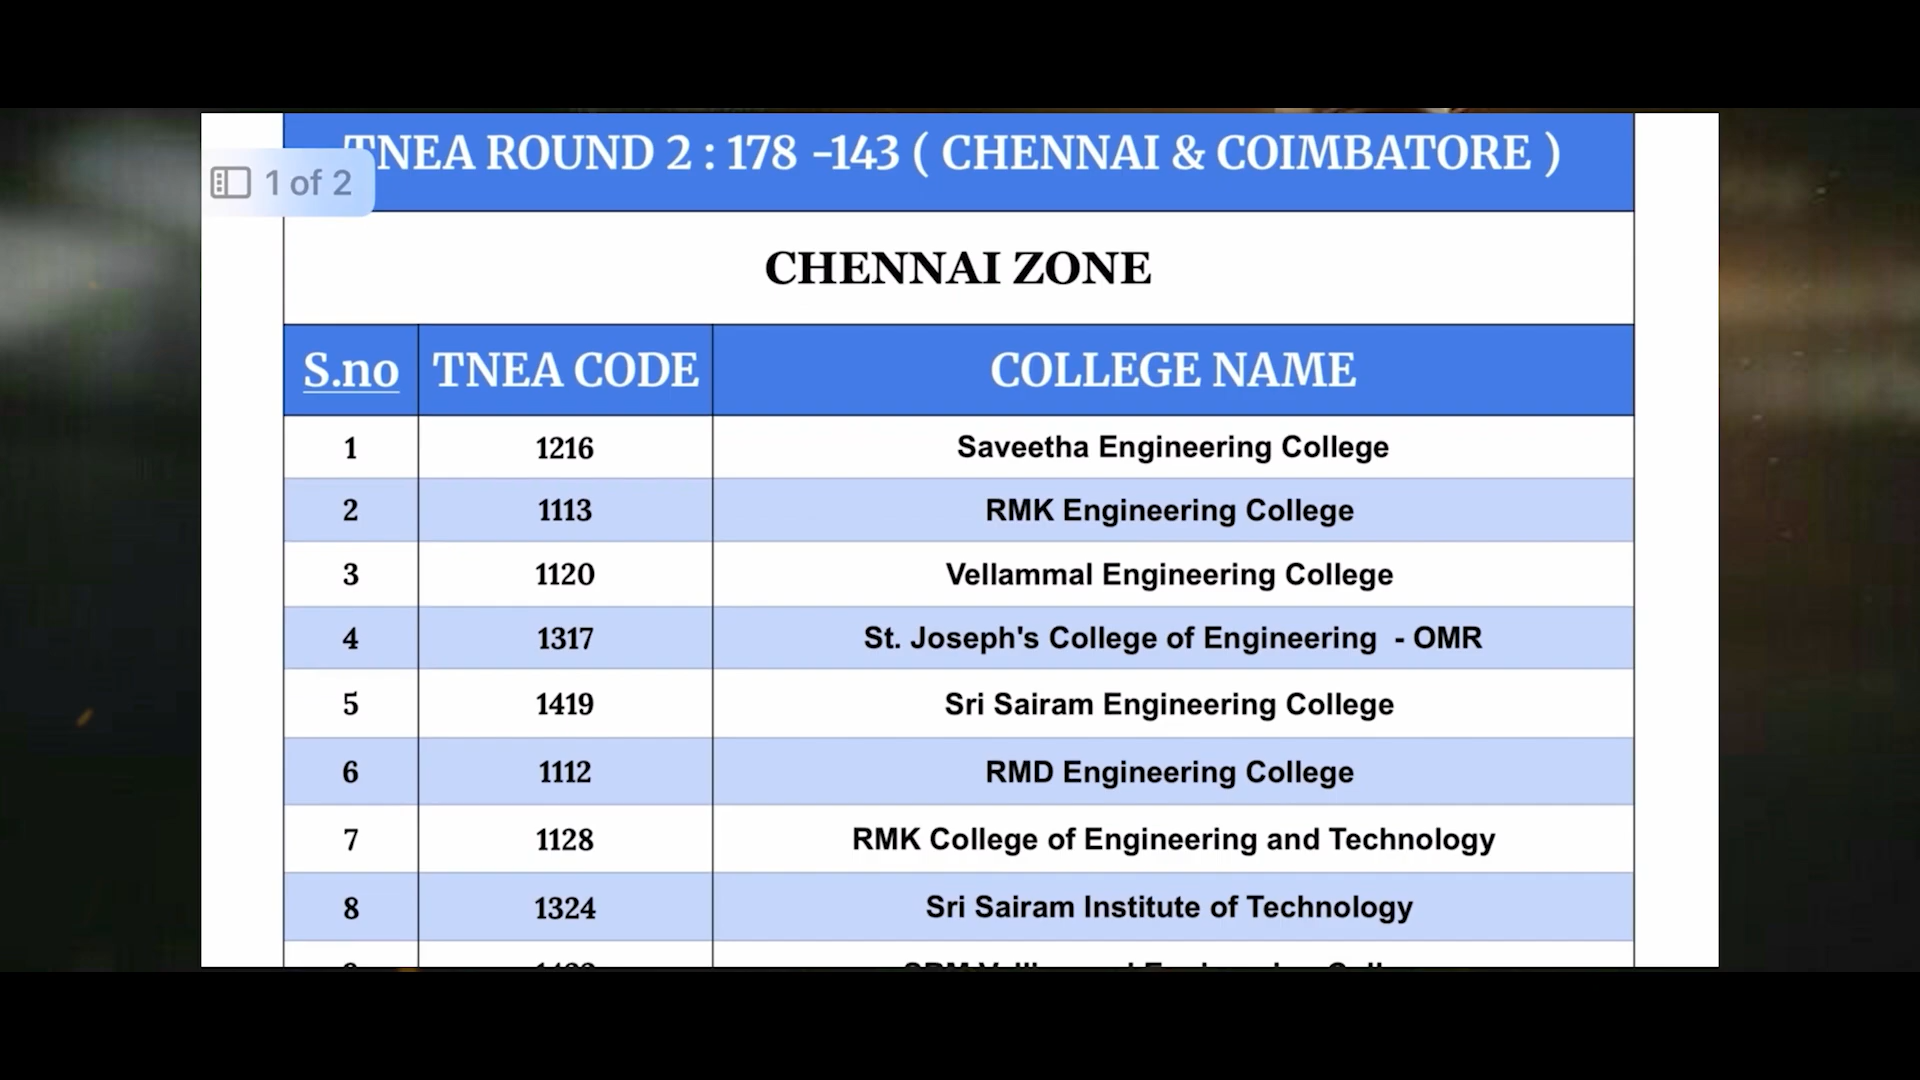 TNEA ROUND 2 : 178 -143 ( CHENNAI & COIMBATORE )
1 of 2
CHENNAI ZONE
S.no TNEA CODE COLLEGE NAME
1 1216 Saveetha Engineering College
2 1113 RMK Engineering College
3 1120 Vellammal Engineering College
4 1317 St. Joseph's College of Engineering - OMR
5 1419 Sri Sairam Engineering College
6 1112 RMD Engineering College
7 1128 RMK College of Engineering and Technology
8 1324 Sri Sairam Institute of Technology